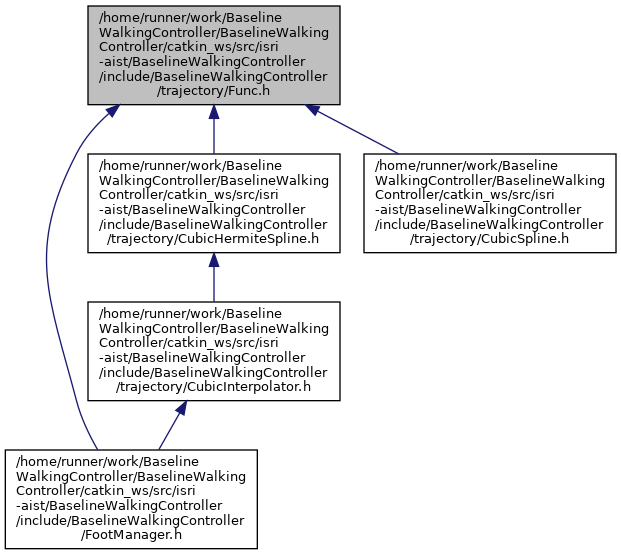 /home/runner/work/Baseline
WalkingController/BaselineWalking
Controller/catkin_ws/src/isri
-aist/BaselineWalkingController
/include/BaselineWalkingController
/trajectory/Func.h
/home/runner/work/Baseline
WalkingController/BaselineWalking
Controller/catkin_ws/src/isri
-aist/BaselineWalkingController
/include/BaselineWalkingController
/trajectory/CubicHermiteSpline.h
/home/runner/work/Baseline
WalkingController/BaselineWalking
Controller/catkin_ws/src/isri
-aist/BaselineWalkingController
/include/BaselineWalkingController
/trajectory/CubicSpline.h
/home/runner/work/Baseline
WalkingController/BaselineWalking
Controller/catkin_ws/src/isri
-aist/BaselineWalkingController
/include/BaselineWalkingController
/trajectory/CubicInterpolator.h
/home/runner/work/Baseline
WalkingController/BaselineWalking
Controller/catkin_ws/src/isri
-aist/BaselineWalkingController
/include/BaselineWalkingController
/FootManager.h